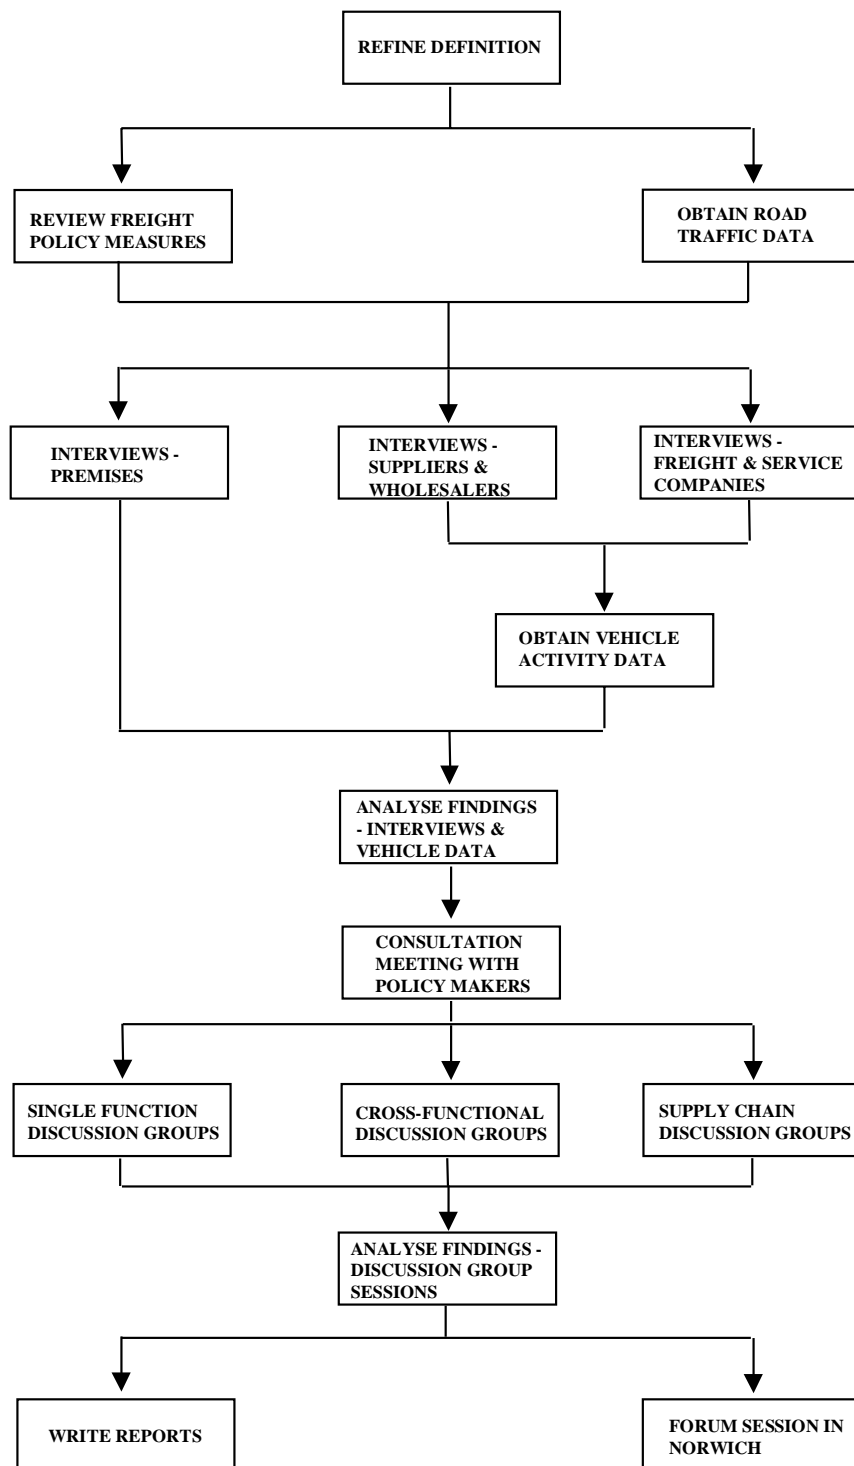 REFINE DEFINITION
REVIEW FREIGHT
POLICY MEASURES
OBTAIN ROAD
TRAFFIC DATA
INTERVIEWS -
PREMISES
INTERVIEWS -
SUPPLIERS &
WHOLESALERS
INTERVIEWS -
FREIGHT & SERVICE
COMPANIES
OBTAIN VEHICLE
ACTIVITY DATA
ANALYSE FINDINGS
- INTERVIEWS &
VEHICLE DATA
CONSULTATION
MEETING WITH
POLICY MAKERS
SINGLE FUNCTION
DISCUSSION GROUPS
CROSS-FUNCTIONAL
DISCUSSION GROUPS
SUPPLY CHAIN
DISCUSSION GROUPS
ANALYSE FINDINGS -
DISCUSSION GROUP
SESSIONS
WRITE REPORTS
FORUM SESSION IN
NORWICH